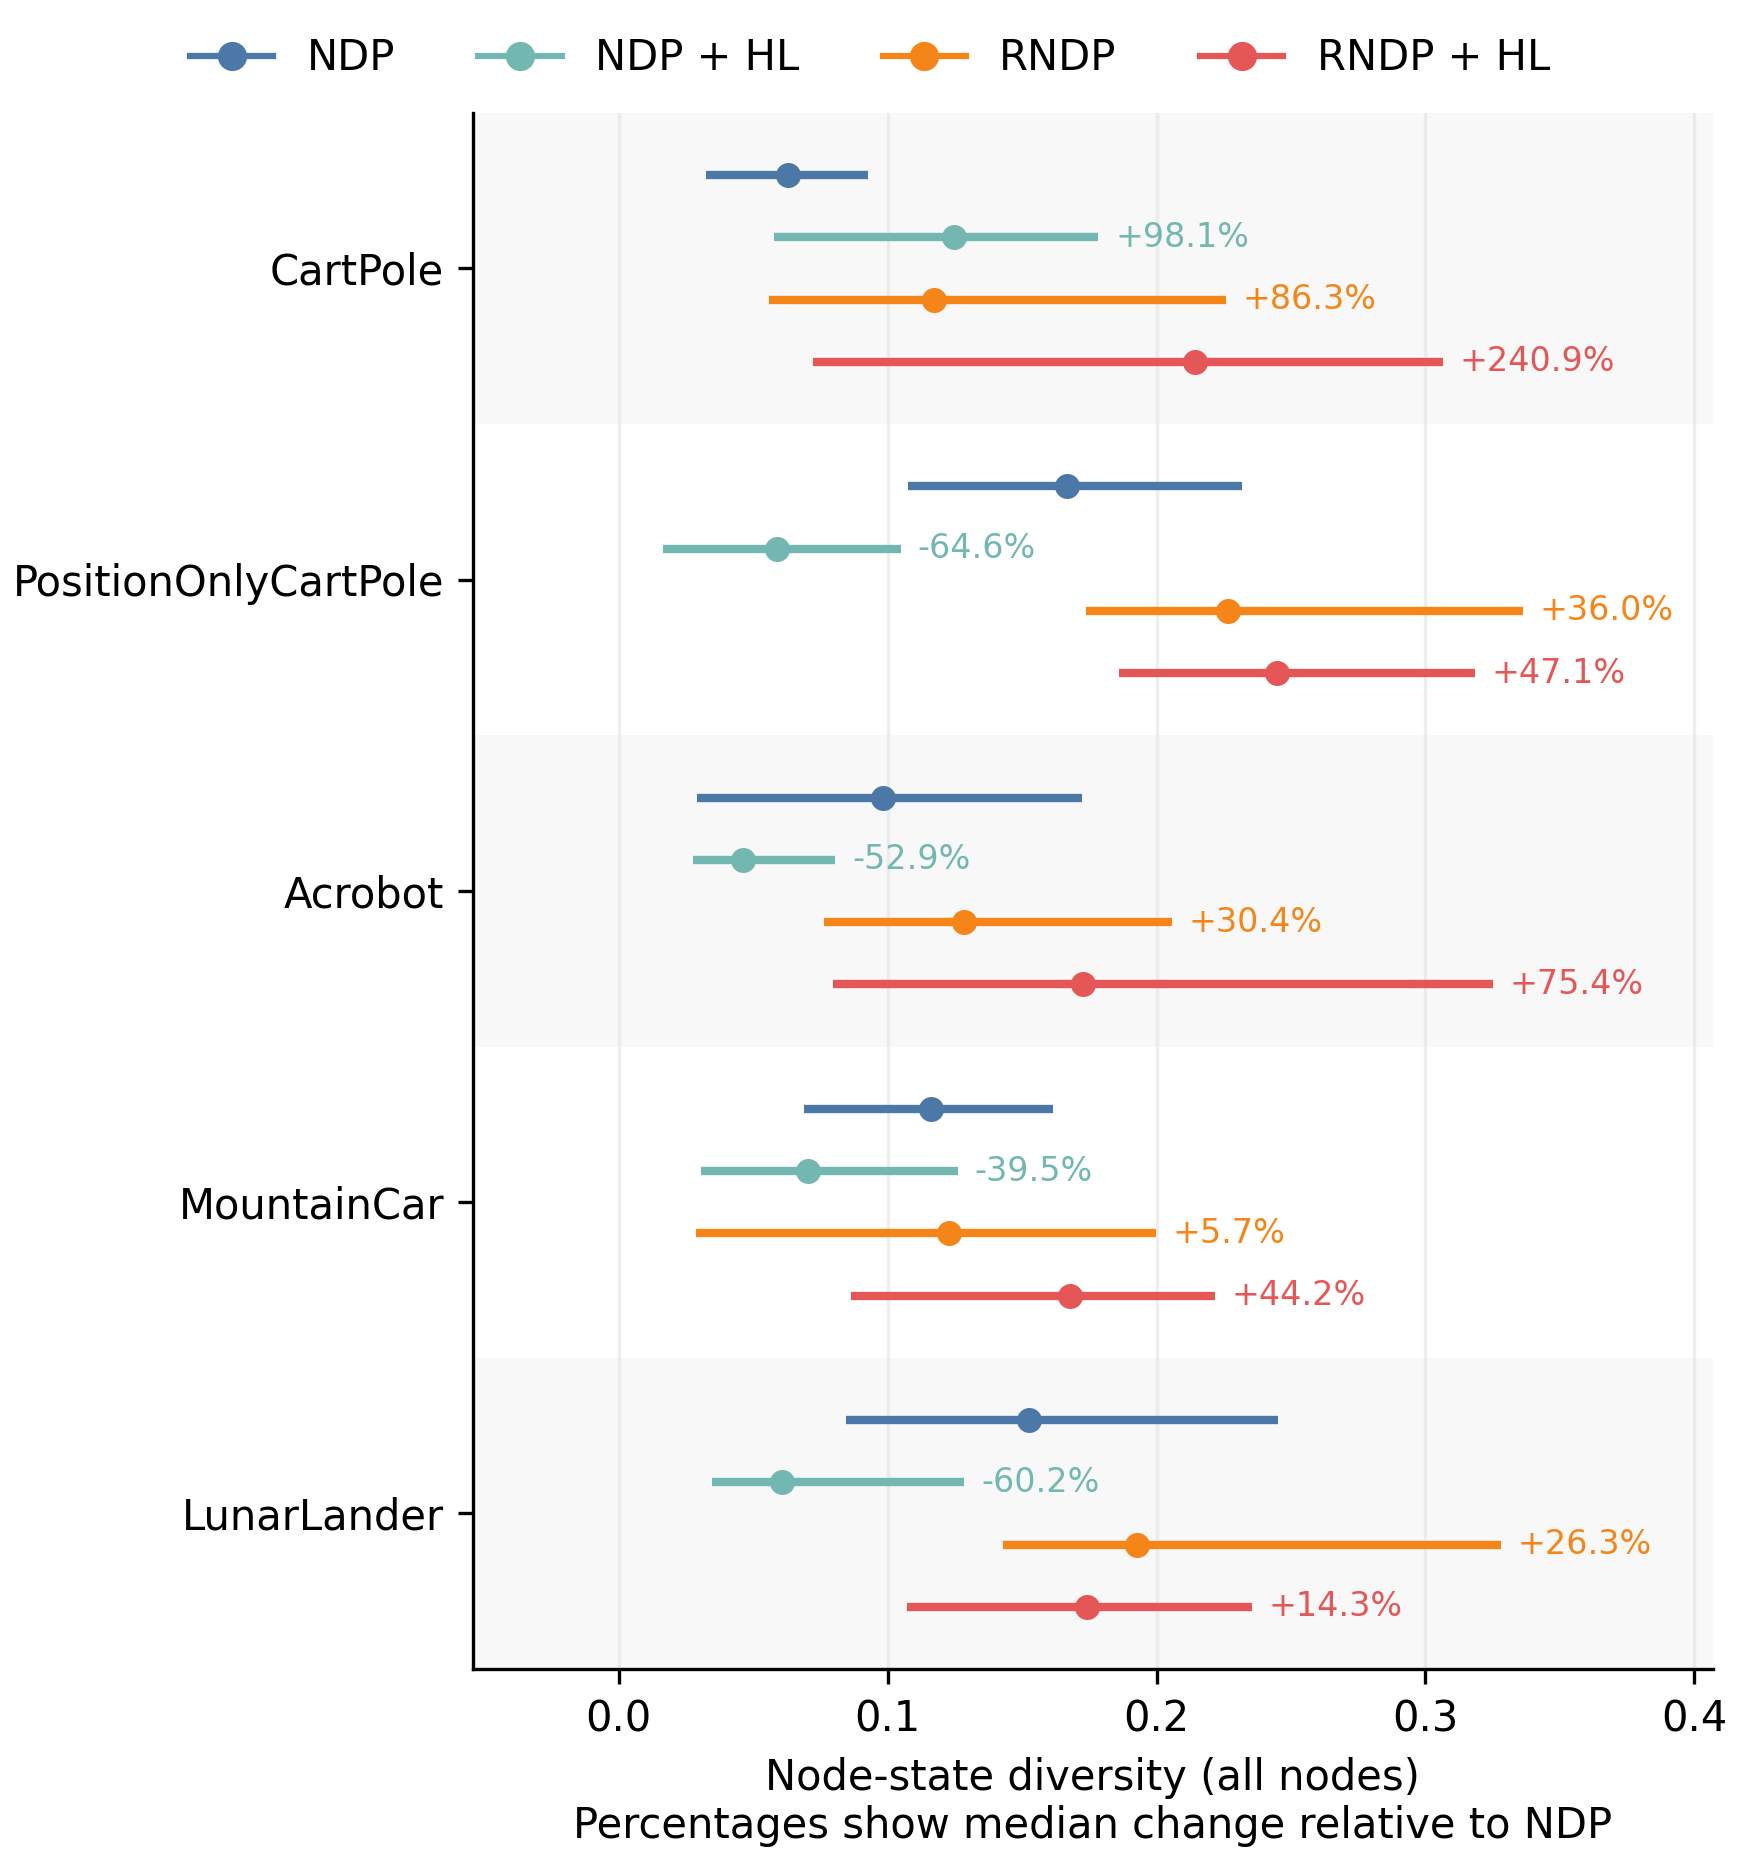 NDP NDP + HL RNDP RNDP + HL
+98.1%
CartPole
+86.3%
+240.9%
-64.6%
PositionOnlyCartPole
+36.0%
+47.1%
-52.9%
Acrobot
+30.4%
+75.4%
-39.5%
MountainCar
+5.7%
+44.2%
-60.2%
LunarLander
+26.3%
+14.3%
0.0 0.1 0.2 0.3 0.4
Node-state diversity (all nodes)
Percentages show median change relative to NDP